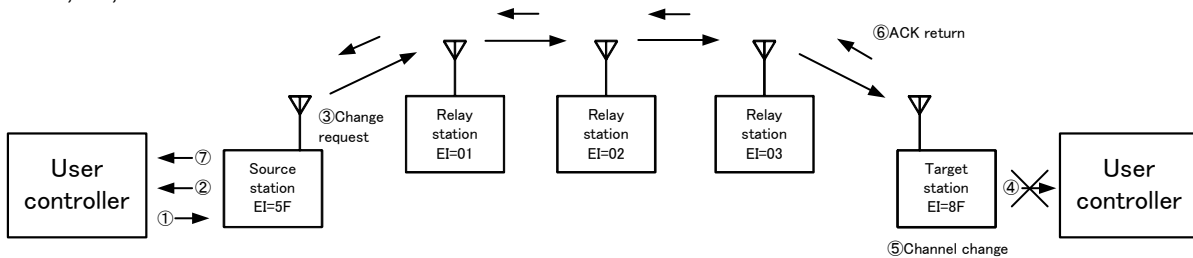 ⑥ACK return
③Change
request
Relay
station
EI=01
Relay
station
EI=02
Relay
station
EI=03
User
controller
⑦
②
①
Source
station
EI=5F
Target
station
EI=8F
④
User
controller
⑤Channel change